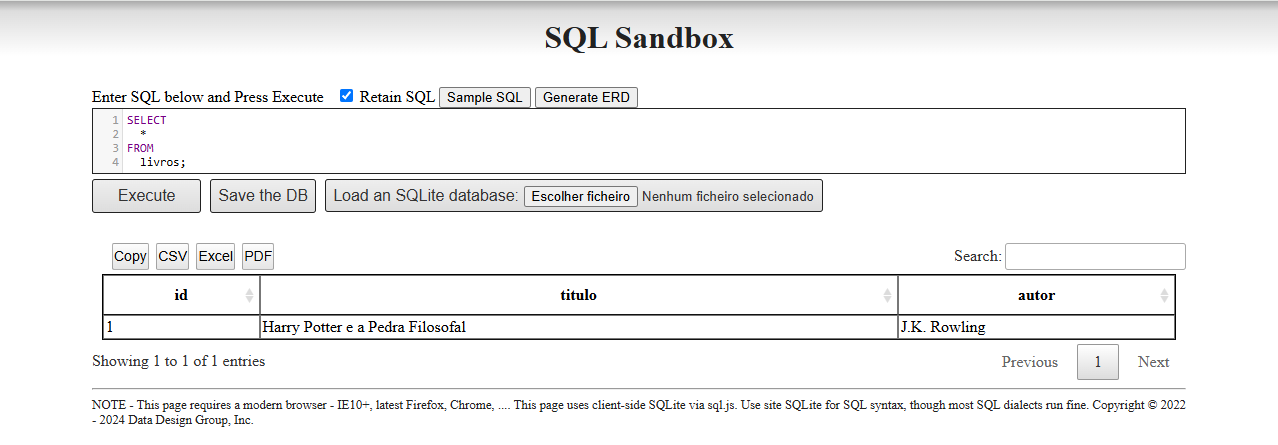 SQL Sandbox
Enter SQL below and Press Execute Retain SQL Sample SQL Generate ERD
1 SELECT
2 *
3 FROM
4 livros;
Execute Save the DB Load an SQLite database: Escolher ficheiro Nenhum ficheiro selecionado
Copy CSV Excel PDF Search:
id titulo autor
1 Harry Potter e a Pedra Filosofal J.K. Rowling
Showing 1 to 1 of 1 entries Previous 1 Next
NOTE - This page requires a modern browser - IE10+, latest Firefox, Chrome, .... This page uses client-side SQLite via sql.js. Use site SQLite for SQL syntax, though most SQL dialects run fine. Copyright © 2022
- 2024 Data Design Group, Inc.